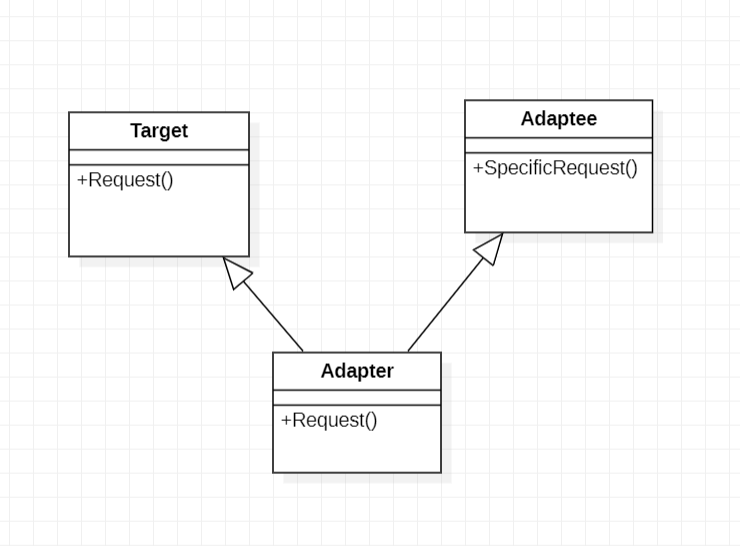 Target
+Request()
Adaptee
+SpecificRequest()
Adapter
+Request()